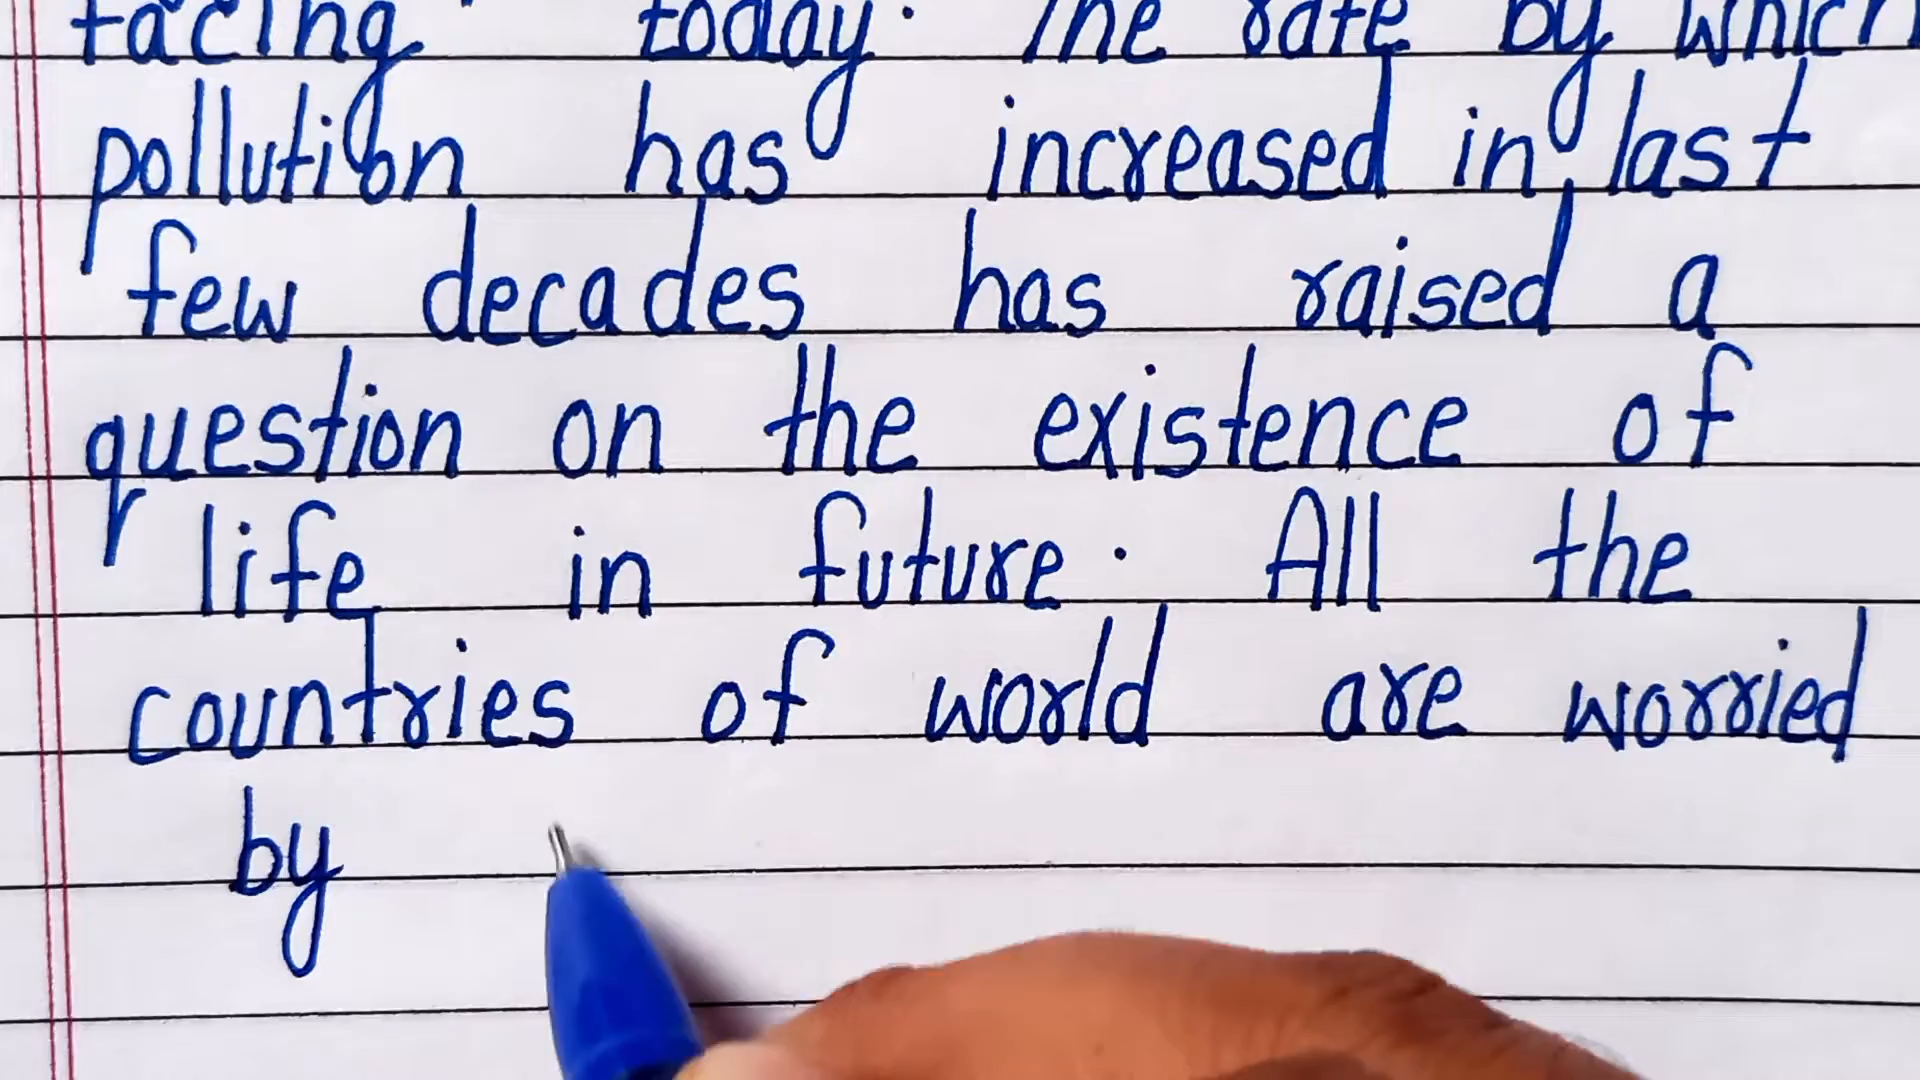 facing today. The rate by which
pollution has increased in last
few decades has raised a
question on the existence of
life in future. All the
countries of world are worried
by